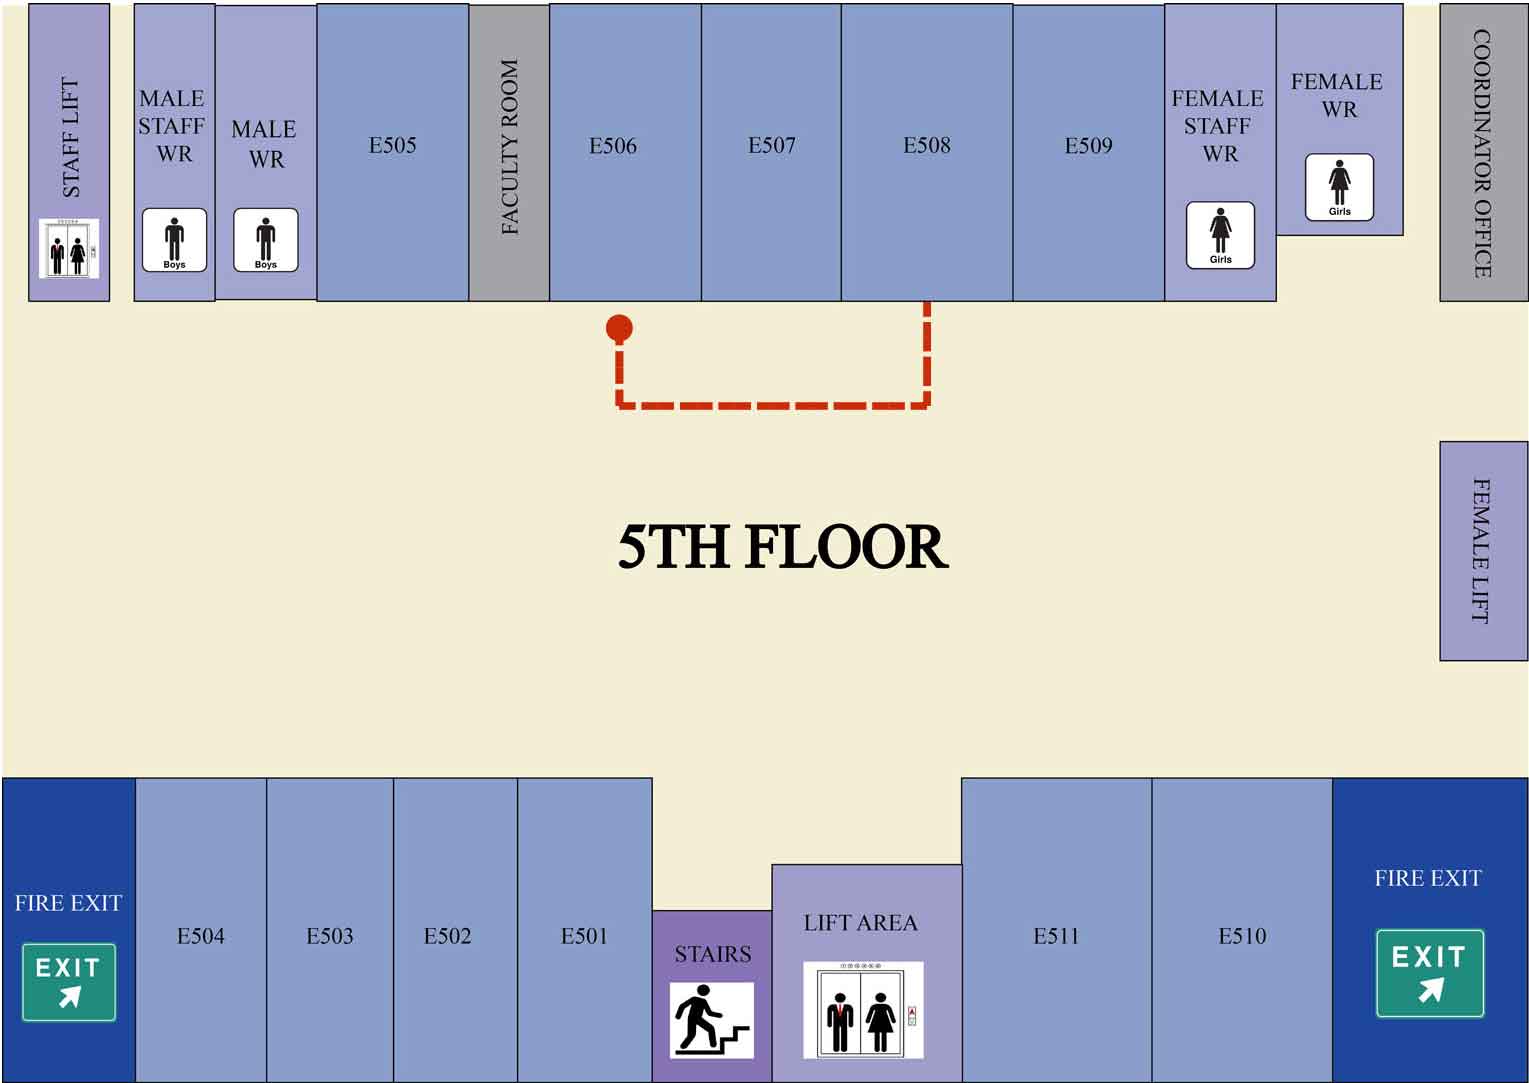 STAFF LIFT
MALE
STAFF
WR
Boys
MALE
WR
Boys
E505
FACULTY ROOM
E506
E507
E508
E509
FEMALE
STAFF
WR
Girls
FEMALE
WR
Girls
COORDINATOR OFFICE
5TH FLOOR
FEMALE LIFT
FIRE EXIT
EXIT
E504
E503
E502
E501
STAIRS
LIFT AREA
E511
E510
FIRE EXIT
EXIT